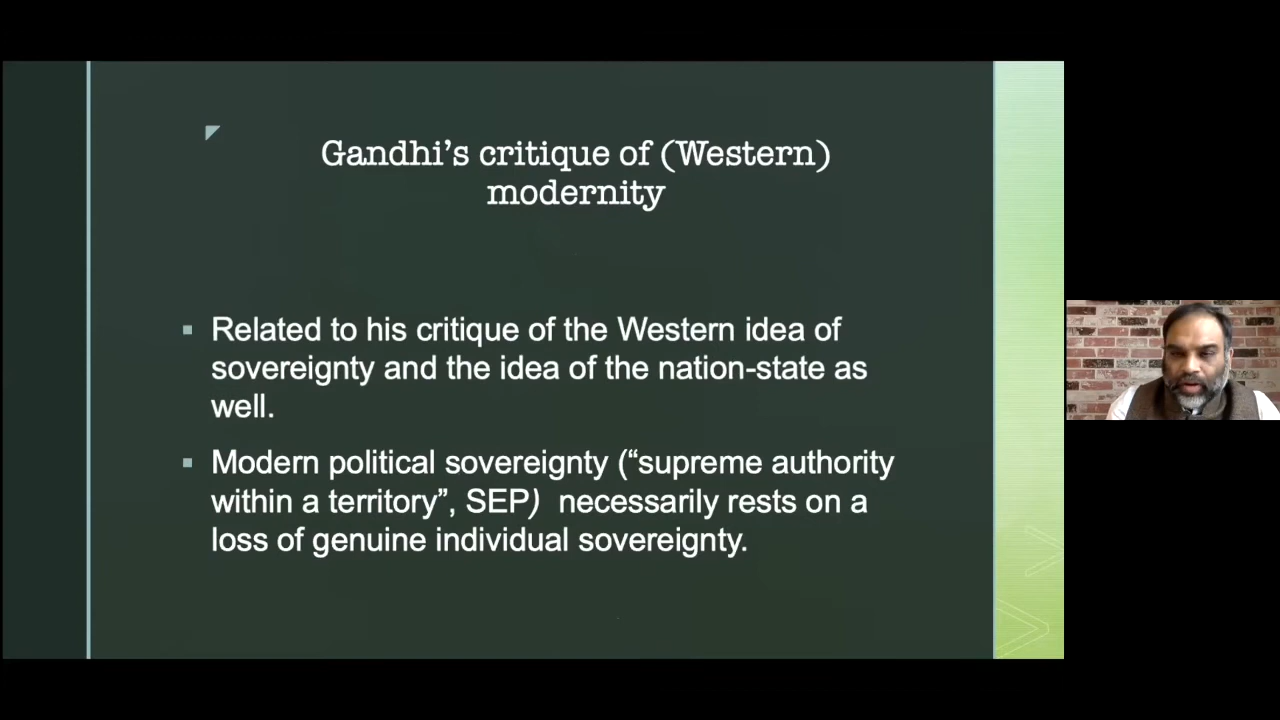 Gandhi’s critique of (Western)
modernity
▪ Related to his critique of the Western idea of
sovereignty and the idea of the nation-state as
well.
▪ Modern political sovereignty (“supreme authority
within a territory”, SEP)  necessarily rests on a
loss of genuine individual sovereignty.